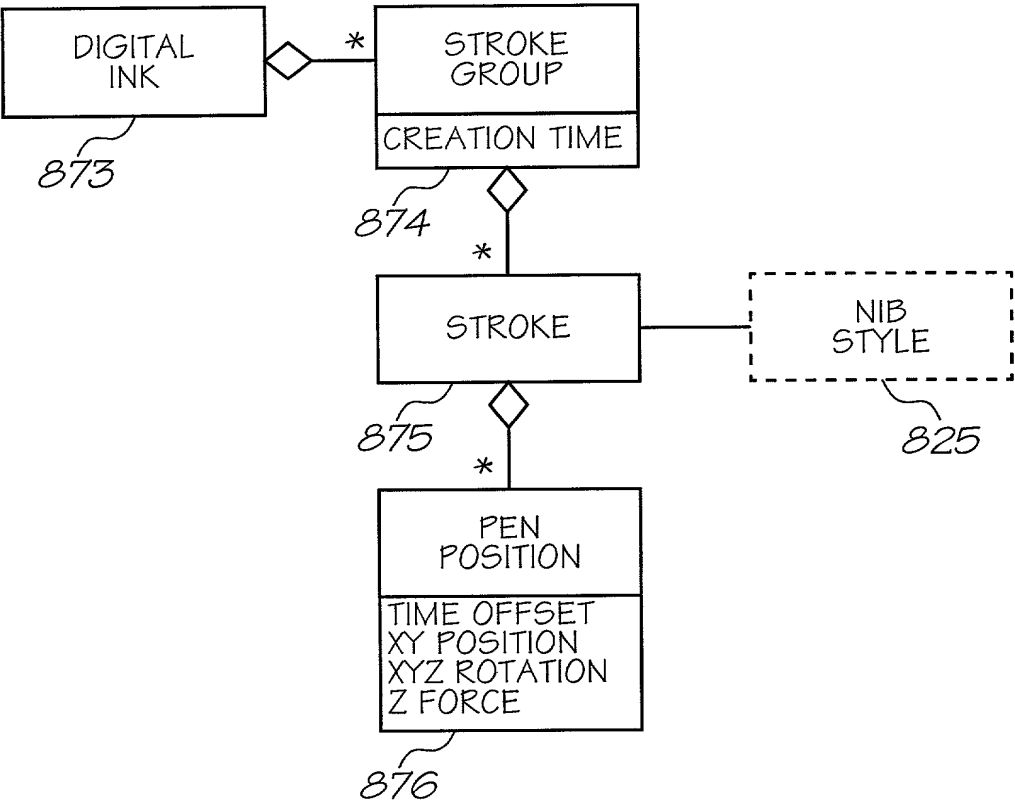 DIGITAL
INK
*
STROKE
GROUP
CREATION TIME
873
874
*
STROKE
NIB
STYLE
875
825
*
PEN
POSITION
TIME OFFSET
XY POSITION
XYZ ROTATION
Z FORCE
876